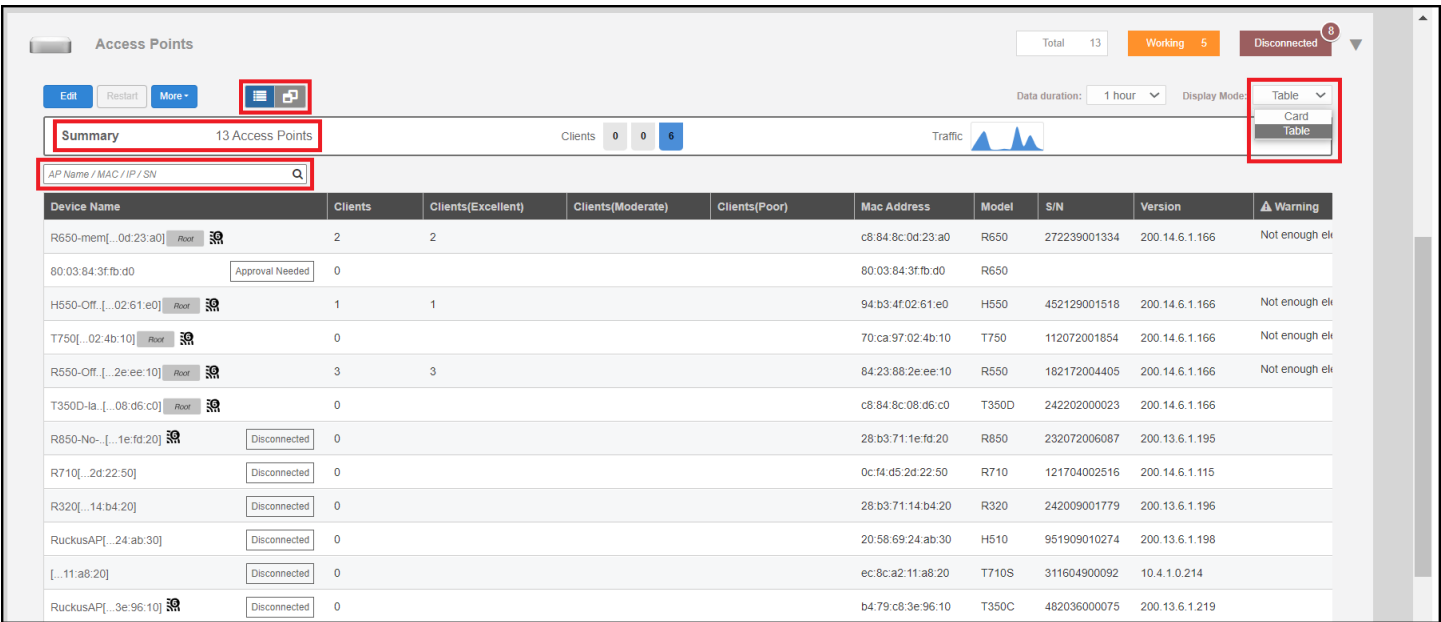 Access Points Total 13 Working 5 Disconnected 8
Edit Restart More Data duration: 1 hour Display Mode: Table
Card
Table
Summary 13 Access Points Clients 0 0 6 Traffic
AP Name / MAC / IP / SN
Device Name Clients Clients(Excellent) Clients(Moderate) Clients(Poor) Mac Address Model S/N Version Warning
R650-mem[...0d:23:a0] Root 2 2 c8:84:8c:0d:23:a0 R650 272239001334 200.14.6.1.166 Not enough ele
80:03:84:3f:fb:d0 Approval Needed 0 80:03:84:3f:fb:d0 R650
H550-Off..[...02:61:e0] Root 1 1 94:b3:4f:02:61:e0 H550 452129001518 200.14.6.1.166 Not enough ele
T750[...02:4b:10] Root 0 70:ca:97:02:4b:10 T750 112072001854 200.14.6.1.166 Not enough ele
R550-Off..[...2e:ee:10] Root 3 3 84:23:88:2e:ee:10 R550 182172004405 200.14.6.1.166 Not enough ele
T350D-la..[...08:d6:c0] Root 0 c8:84:8c:08:d6:c0 T350D 242202000023 200.14.6.1.166
R850-No-..[...1e:fd:20] Disconnected 0 28:b3:71:1e:fd:20 R850 232072006087 200.13.6.1.195
R710[...2d:22:50] Disconnected 0 0c:f4:d5:2d:22:50 R710 121704002516 200.14.6.1.115
R320[...14:b4:20] Disconnected 0 28:b3:71:14:b4:20 R320 242009001779 200.13.6.1.196
RuckusAP[...24:ab:30] Disconnected 0 20:58:69:24:ab:30 H510 951909010274 200.13.6.1.198
[...11:a8:20] Disconnected 0 ec:8c:a2:11:a8:20 T710S 311604900092 10.4.1.0.214
RuckusAP[...3e:96:10] Disconnected 0 b4:79:c8:3e:96:10 T350C 482036000075 200.13.6.1.219